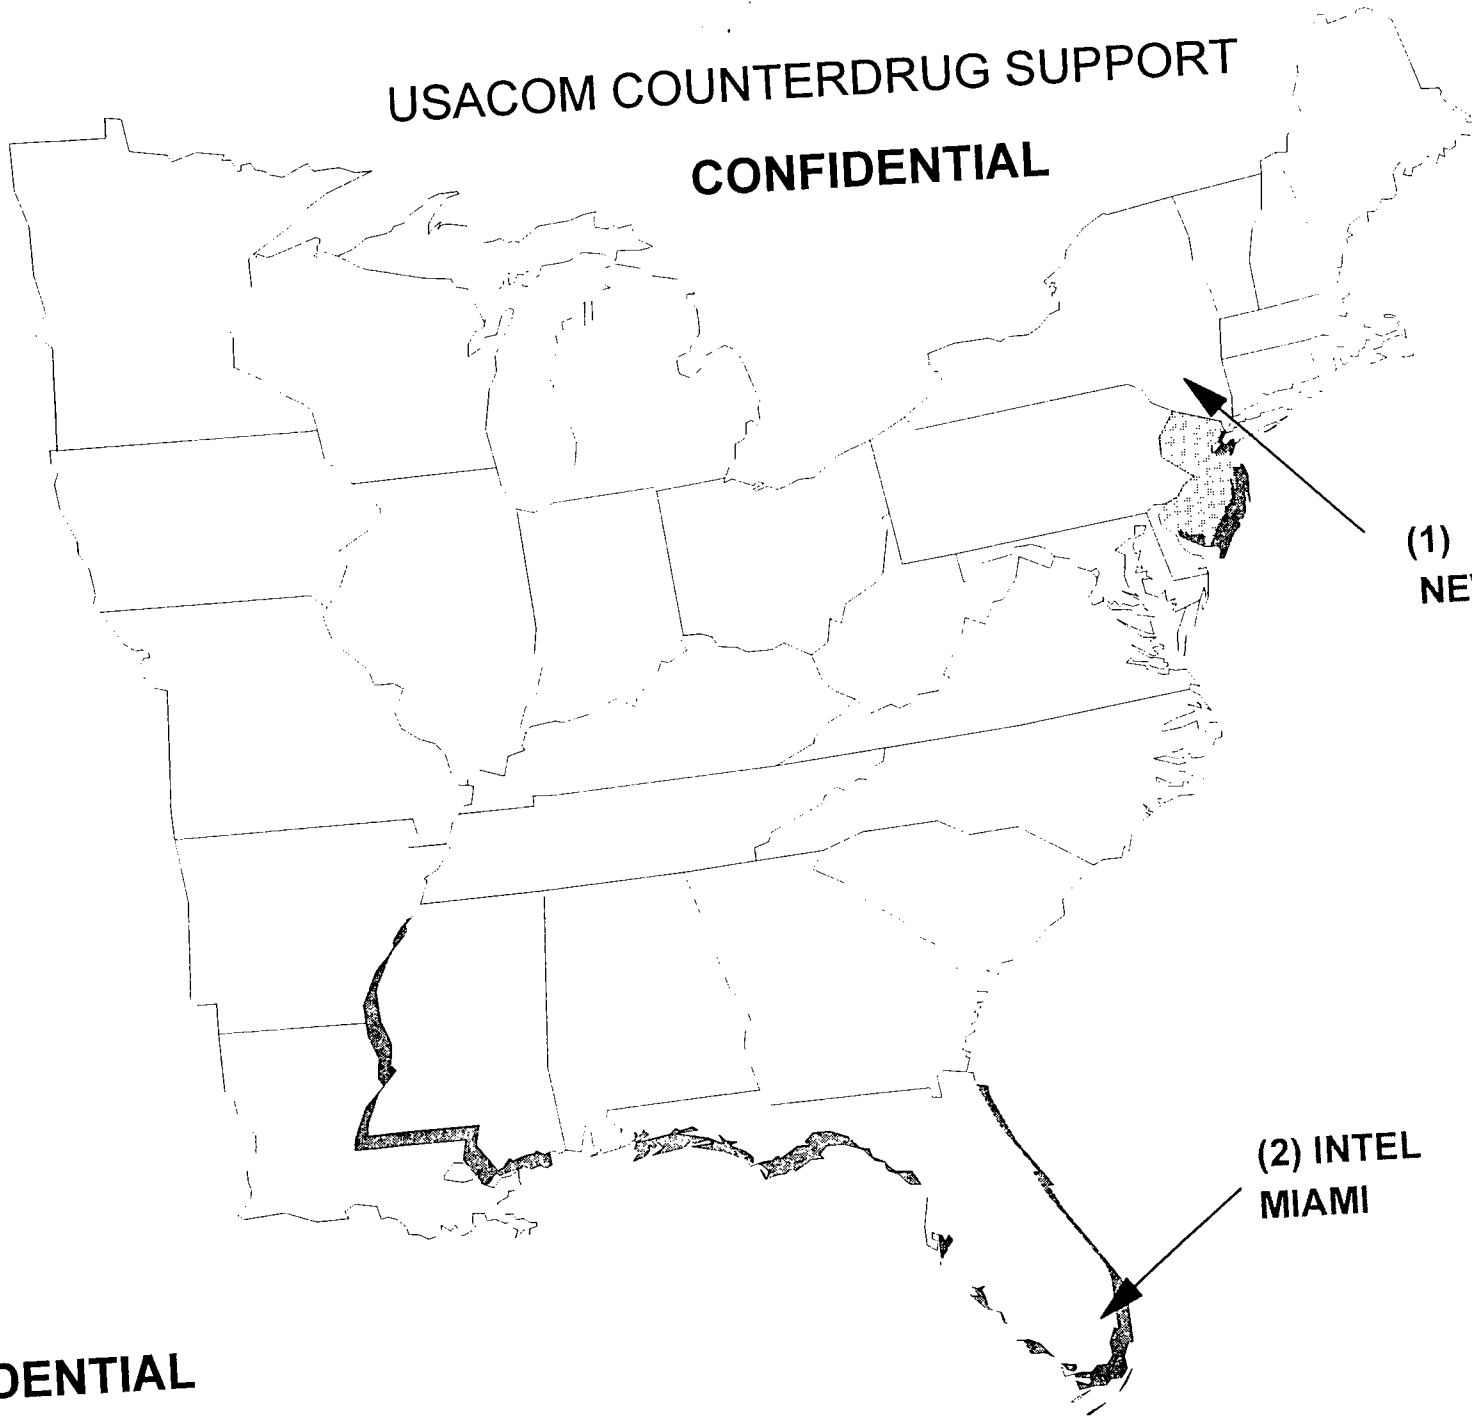 USACOM COUNTERDRUG SUPPORT
CONFIDENTIAL
(1)
(2) INTEL
MIAMI